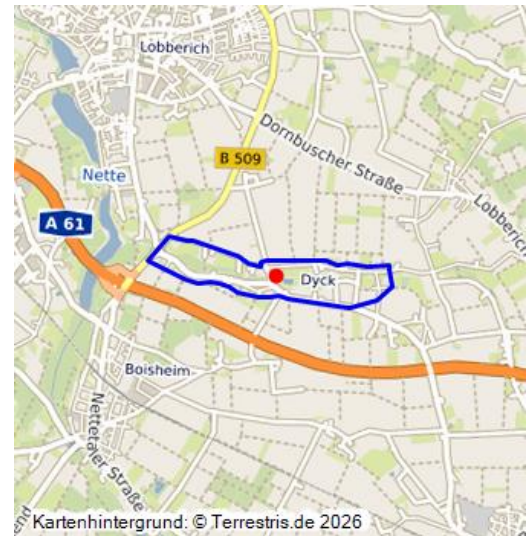 Lobberich
Dornbuscher Straße
B 509
Nette
Lobberich
A 61
Dyck
Boisheim
Nettetaler Straße
Kartenhintergrund: © Terrestris.de 2026